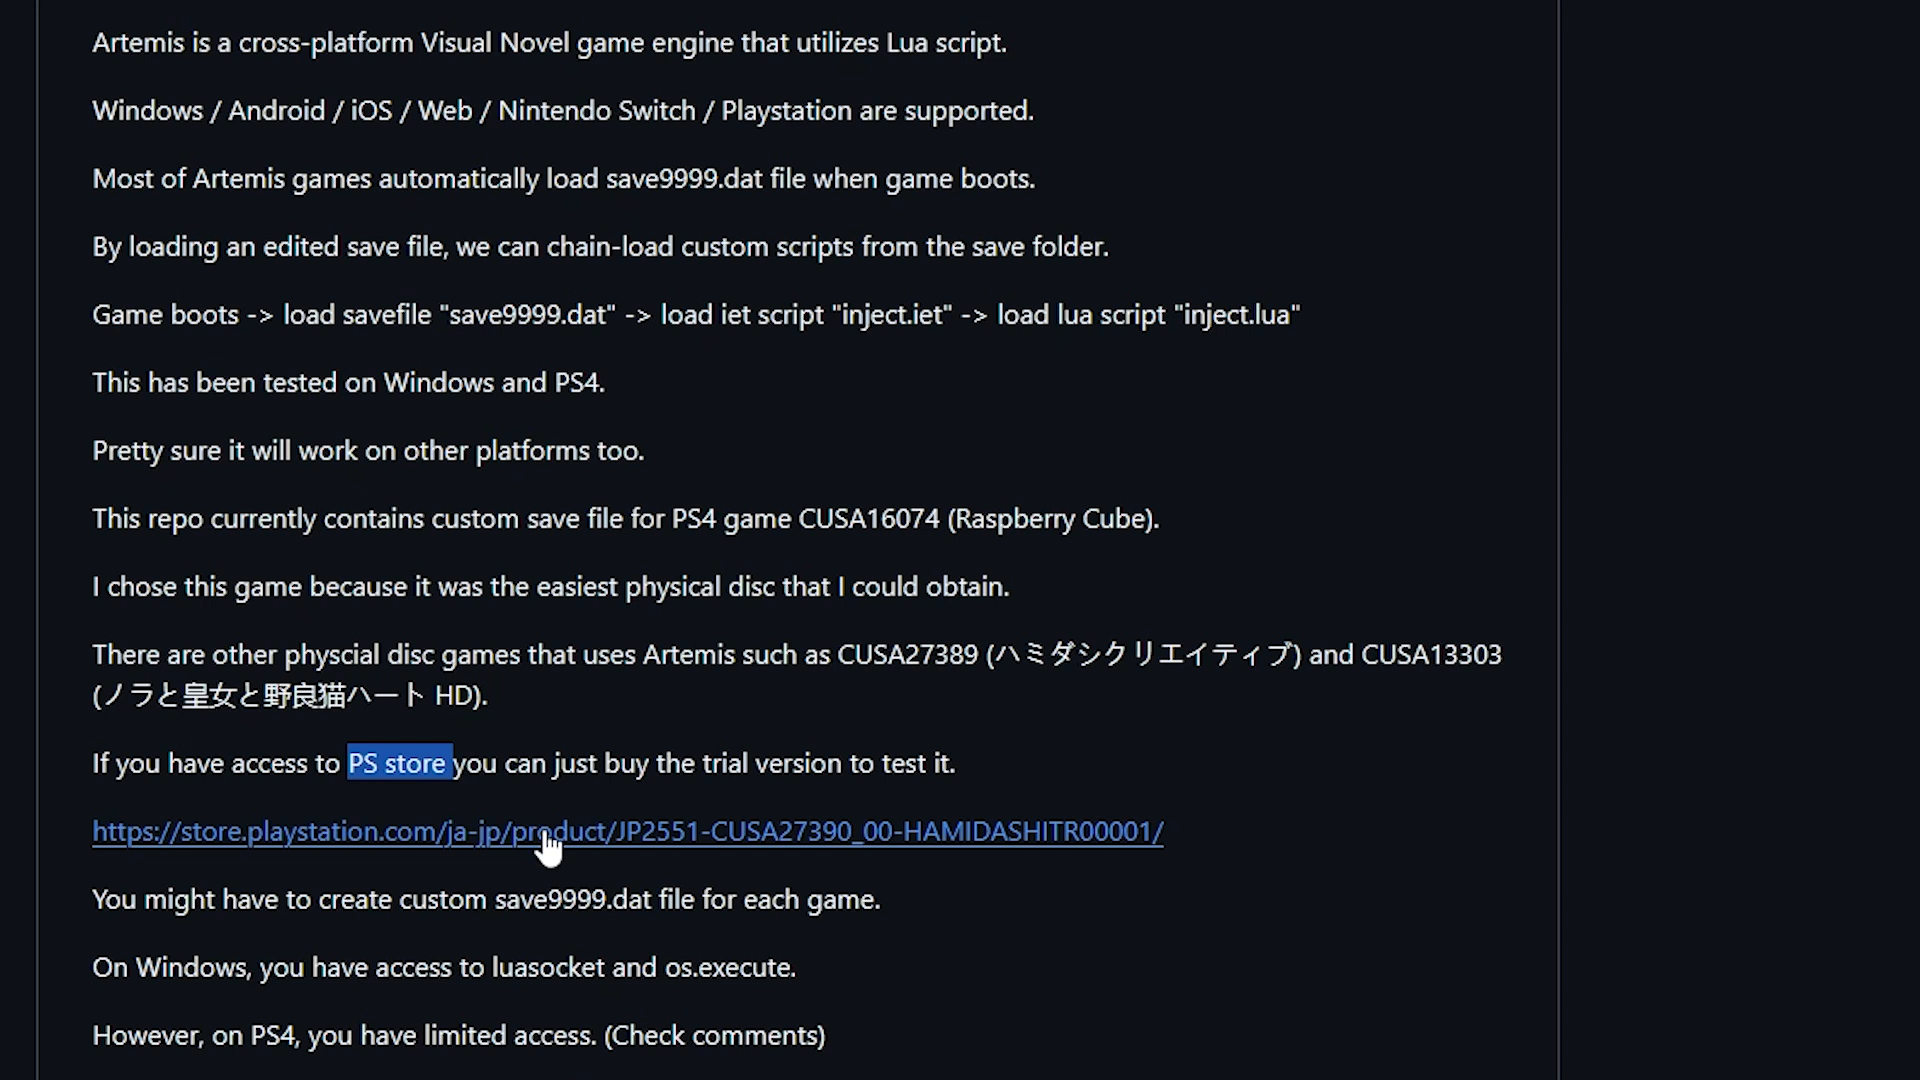 Artemis is a cross-platform Visual Novel game engine that utilizes Lua script.
Windows / Android / iOS / Web / Nintendo Switch / Playstation are supported.
Most of Artemis games automatically load save9999.dat file when game boots.
By loading an edited save file, we can chain-load custom scripts from the save folder.
Game boots -> load savefile "save9999.dat" -> load iet script "inject.iet" -> load lua script "inject.lua"
This has been tested on Windows and PS4.
Pretty sure it will work on other platforms too.
This repo currently contains custom save file for PS4 game CUSA16074 (Raspberry Cube).
I chose this game because it was the easiest physical disc that I could obtain.
There are other physcial disc games that uses Artemis such as CUSA27389 (ハミダシクリエイティブ) and CUSA13303
(ノラと皇女と野良猫ハート HD).
If you have access to PS store you can just buy the trial version to test it.
https://store.playstation.com/ja-jp/product/JP2551-CUSA27390_00-HAMIDASHITR00001/
You might have to create custom save9999.dat file for each game.
On Windows, you have access to luasocket and os.execute.
However, on PS4, you have limited access. (Check comments)